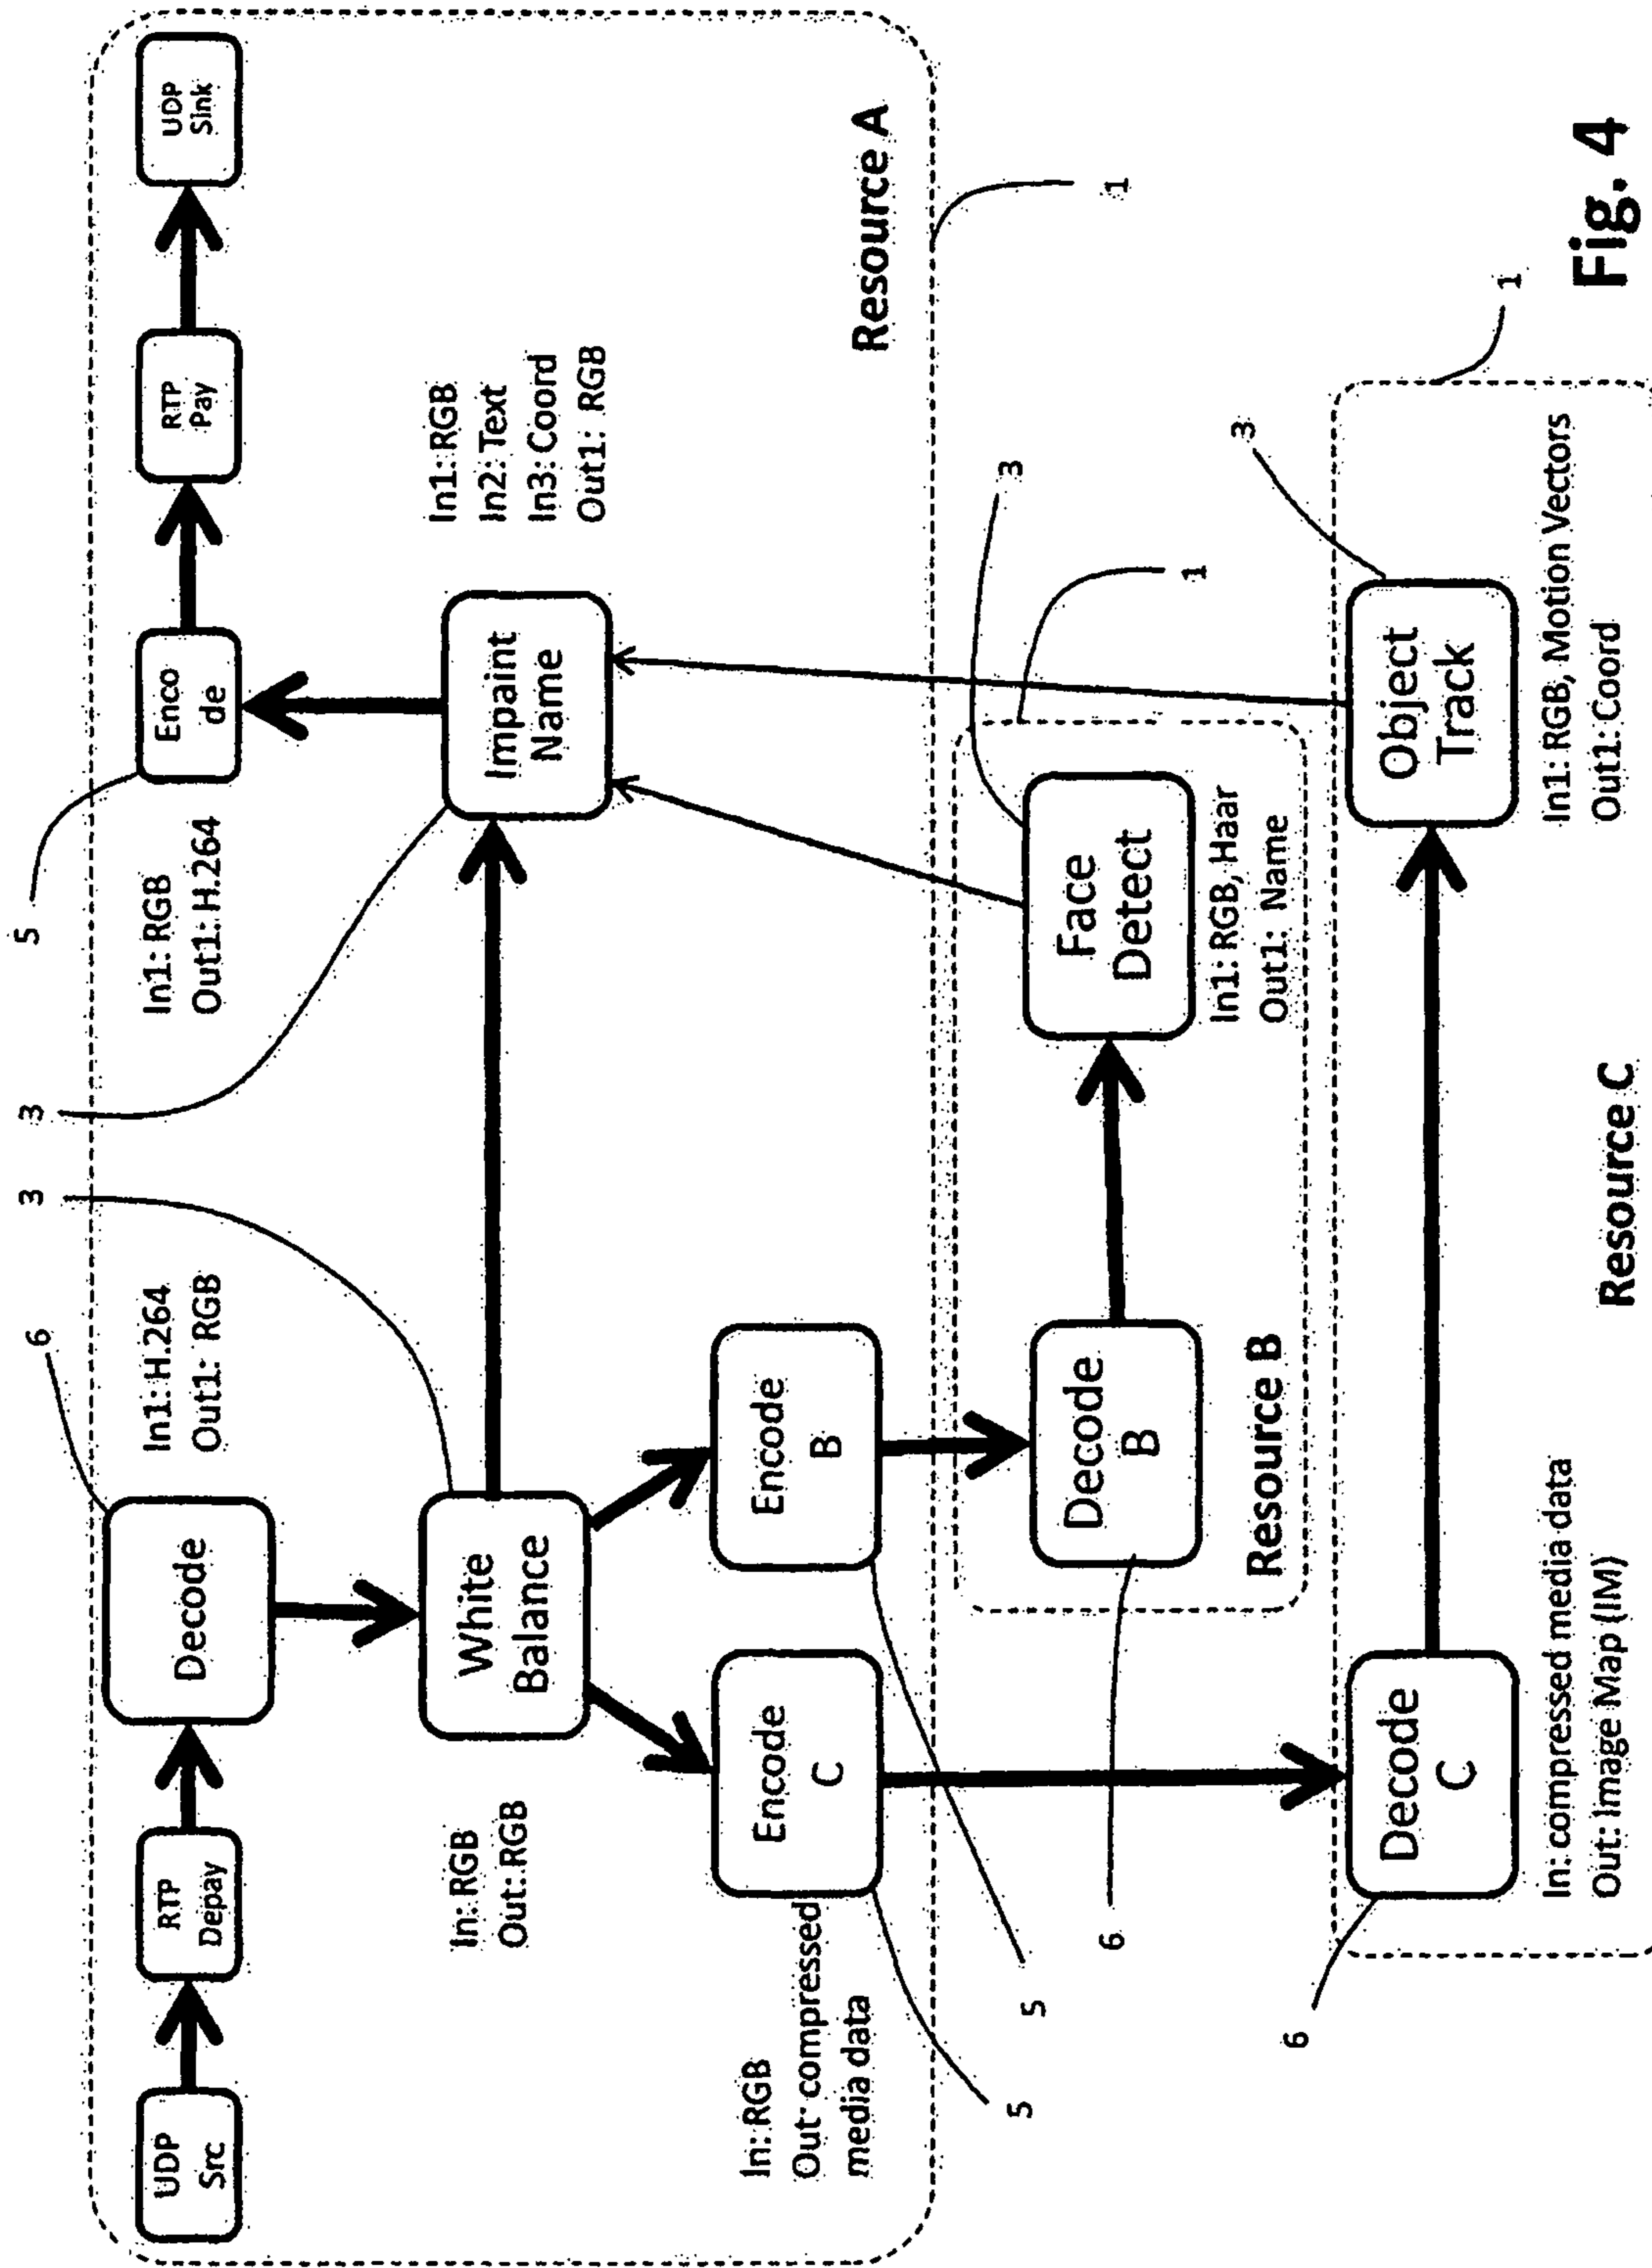 UDP
Src
RTP
Depay
Decode
In1: H.264
Out1: RGB
6
3
3
5
In1: RGB
Out1: H.264
Enco
de
RTP
Pay
UDP
Sink
In: RGB
Out: RGB
White
Balance
Impaint
Name
In1: RGB
In2: Text
In3: Coord
Out1: RGB
In: RGB
Out: compressed
media data
Encode
C
Encode
B
Resource A
5
5
6
Decode
B
Face
Detect
In1: RGB, Haar
Out1: Name
Resource B
3
1
1
6
Decode
C
Object
Track
3
1
In: compressed media data
Out: Image Map (IM)
In1: RGB, Motion Vectors
Out1: Coord
Resource C
Fig. 4